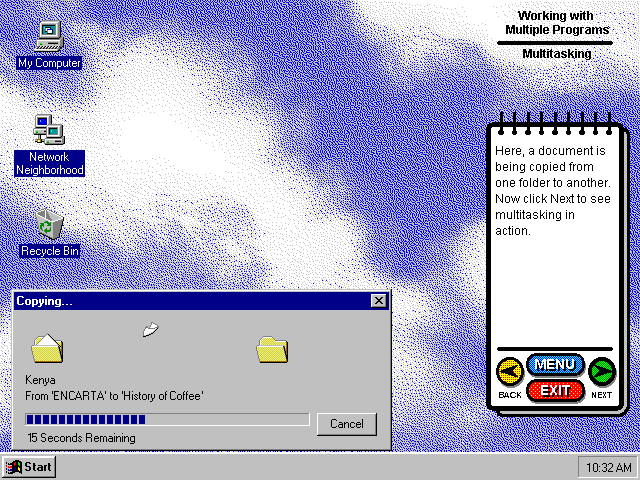 Working with
Multiple Programs
Multitasking
My Computer
Network
Neighborhood
Recycle Bin
Here, a document is
being copied from
one folder to another.
Now click Next to see
multitasking in
action.
MENU
EXIT
BACK
NEXT
Copying...
Kenya
From 'ENCARTA' to 'History of Coffee'
Cancel
15 Seconds Remaining
Start
10:32 AM